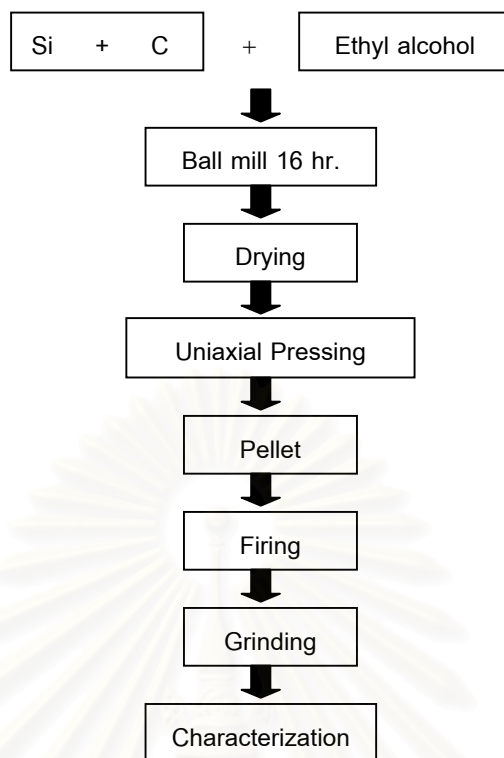 Si + C + Ethyl alcohol
Ball mill 16 hr.
Drying
Uniaxial Pressing
Pellet
Firing
Grinding
Characterization